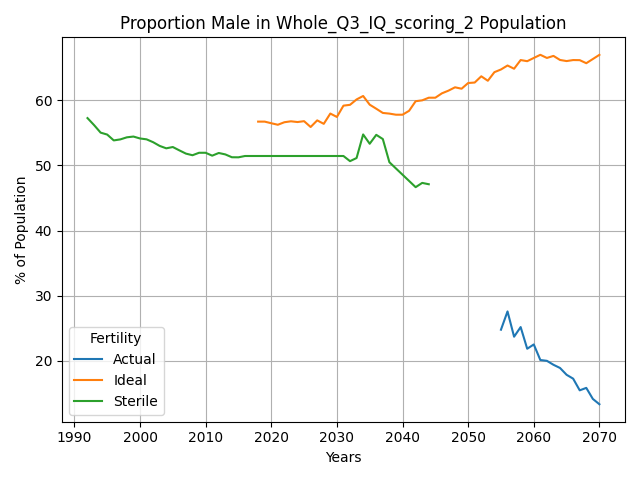 Proportion Male in Whole_Q3_IQ_scoring_2 Population
% of Population
60
50
40
30
20
Fertility
Actual
Ideal
Sterile
1990 2000 2010 2020 2030 2040 2050 2060 2070
Years